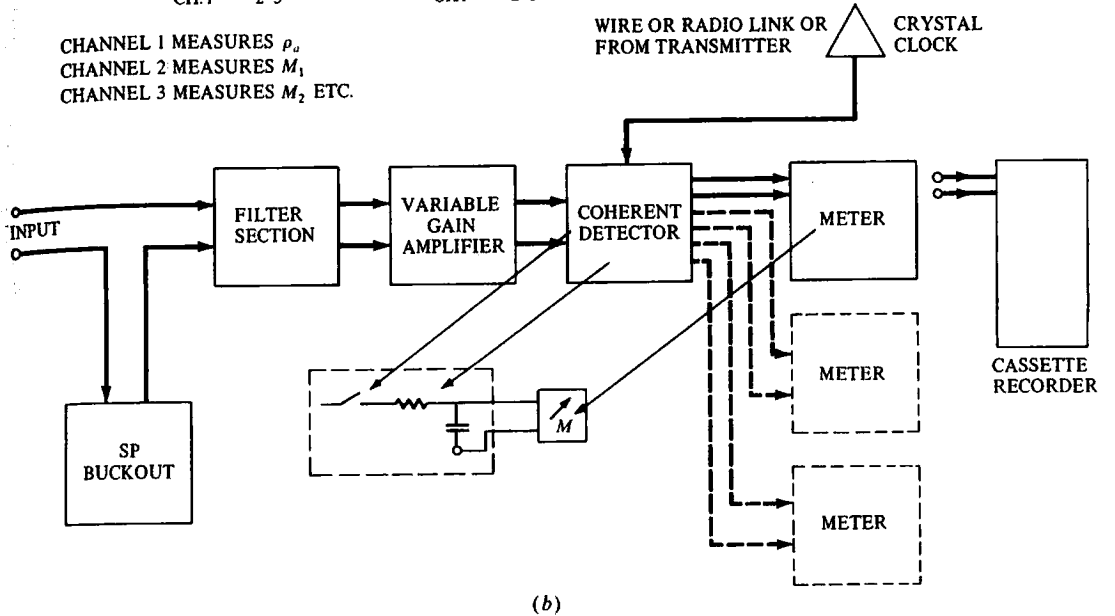 CHANNEL 1 MEASURES ρa
CHANNEL 2 MEASURES M1
CHANNEL 3 MEASURES M2 ETC.
WIRE OR RADIO LINK OR
FROM TRANSMITTER
CRYSTAL
CLOCK
INPUT
FILTER
SECTION
VARIABLE
GAIN
AMPLIFIER
COHERENT
DETECTOR
METER
CASSETTE
RECORDER
SP
BUCKOUT
M
METER
METER
(b)